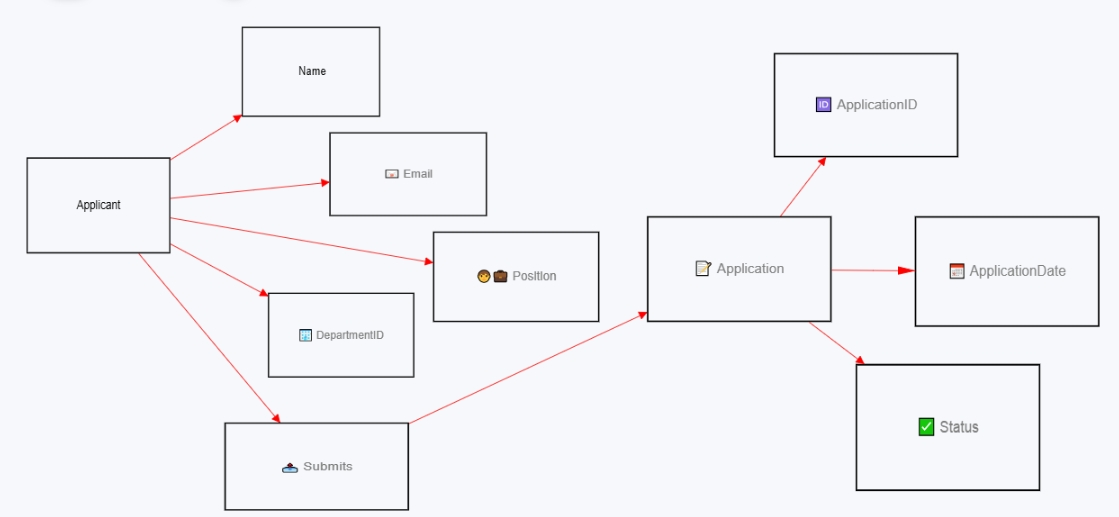 Name
Email
Applicant
Position
DepartmentID
Submits
🆔 ApplicationID
Application
ApplicationDate
Status